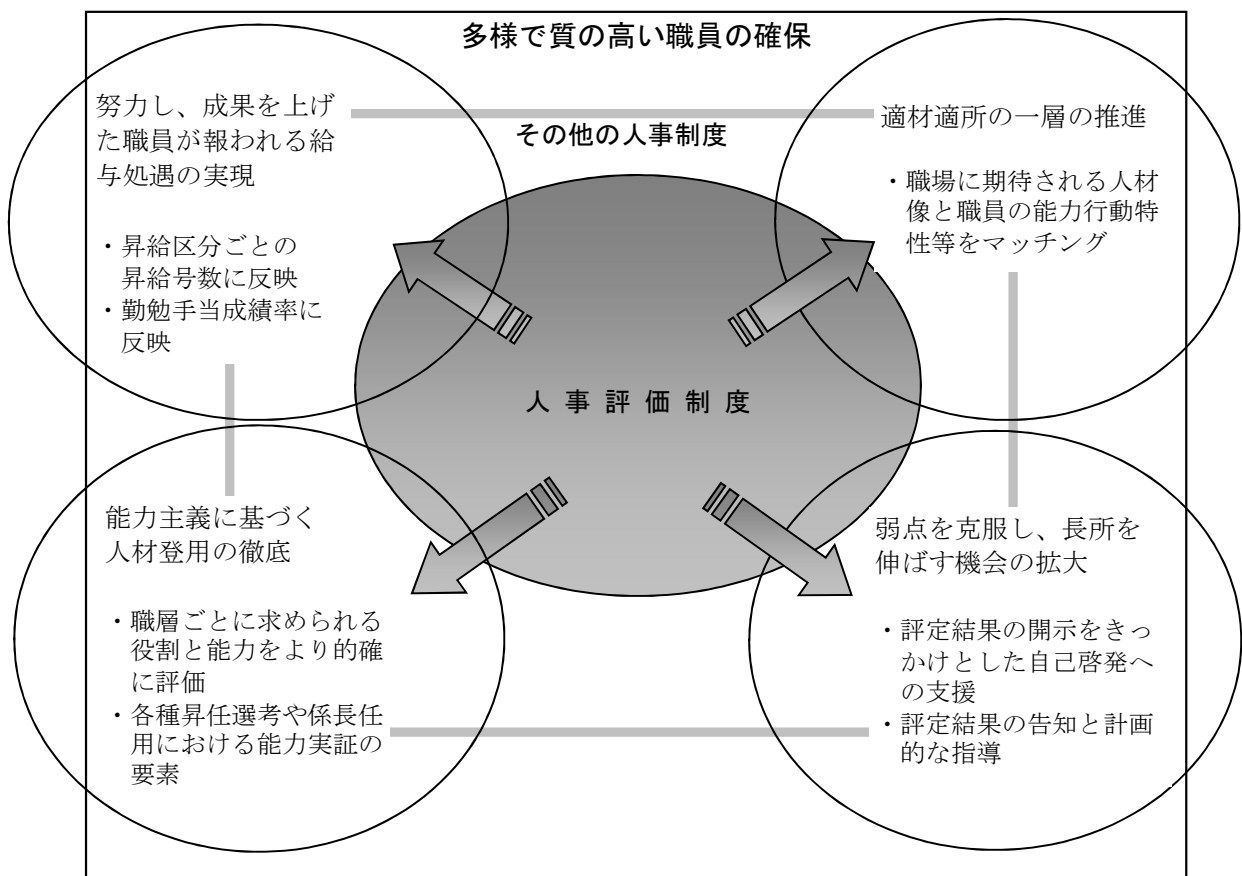 多様で質の高い職員の確保
努力し、成果を上げ
た職員が報われる給
与処遇の実現
・昇給区分ごとの
昇給号数に反映
・勤勉手当成績率に
反映
その他の人事制度
適材適所の一層の推進
・職場に期待される人材
像と職員の能力行動特
性等をマッチング
人事評価制度
能力主義に基づく
人材登用の徹底
・職層ごとに求められる
役割と能力をより的確
に評価
・各種昇任選考や係長任
用における能力実証の
要素
弱点を克服し、長所を
伸ばす機会の拡大
・評定結果の開示をきっ
かけとした自己啓発へ
の支援
・評定結果の告知と計画
的な指導